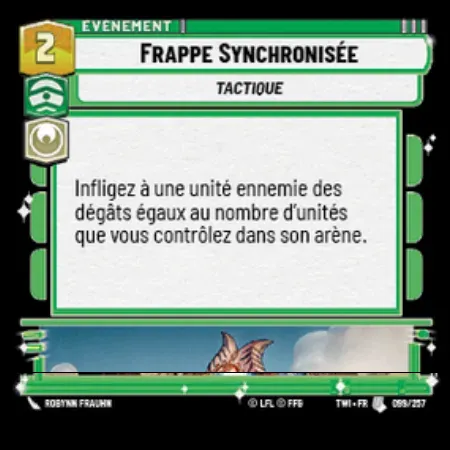 EVÉNEMENT
2
FRAPPE SYNCHRONISÉE
TACTIQUE
Infligez à une unité ennemie des
dégâts égaux au nombre d'unités
que vous contrôlez dans son arène.
ROBYNN FRAUHN
© LFL © FFG
TWI • FR
099/257